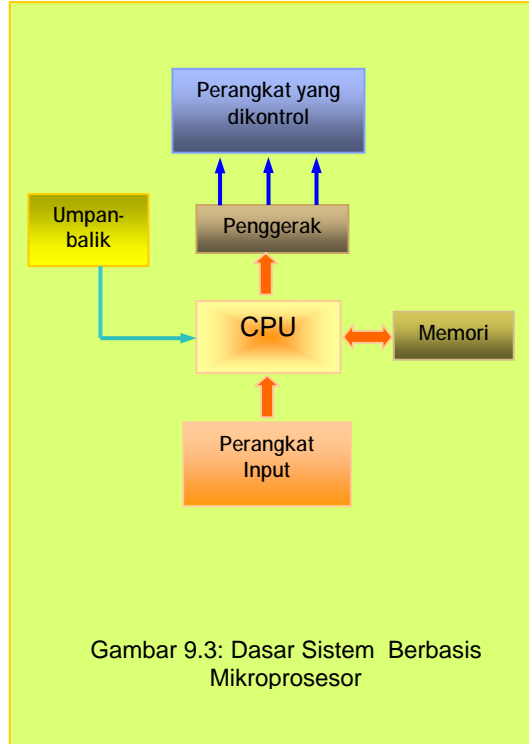 Perangkat yang
dikontrol
Umpan-
balik
Penggerak
CPU
Memori
Perangkat
Input
Gambar 9.3: Dasar Sistem  Berbasis
Mikroprosesor